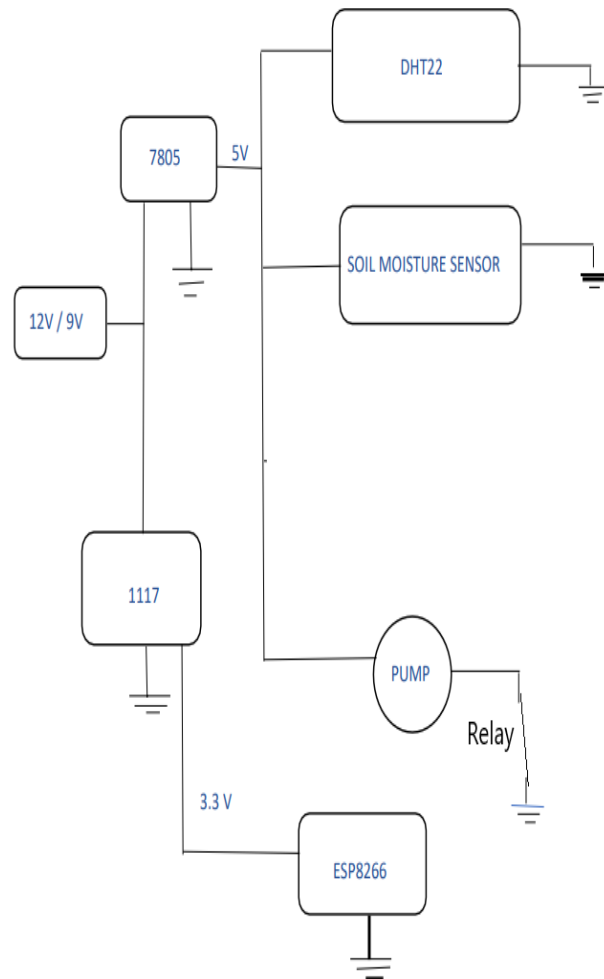 DHT22
7805
5V
SOIL MOISTURE SENSOR
12V / 9V
1117
PUMP
Relay
3.3 V
ESP8266